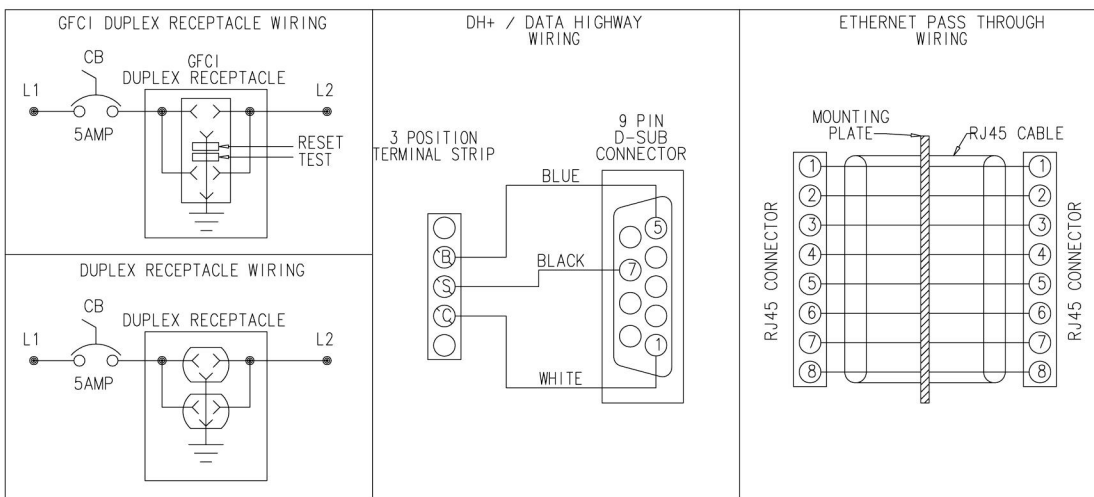 GFCI DUPLEX RECEPTACLE WIRING
CB
GFCI
DUPLEX RECEPTACLE
L1
L2
5AMP
RESET
TEST
DUPLEX RECEPTACLE WIRING
CB
DUPLEX RECEPTACLE
L1
L2
5AMP
DH+ / DATA HIGHWAY
WIRING
3 POSITION
TERMINAL STRIP
9 PIN
D-SUB
CONNECTOR
BLUE
B
5
BLACK
S
7
C
1
WHITE
ETHERNET PASS THROUGH
WIRING
MOUNTING
PLATE
RJ45 CABLE
RJ45 CONNECTOR
1
2
3
4
5
6
7
8
1
2
3
4
5
6
7
8
RJ45 CONNECTOR